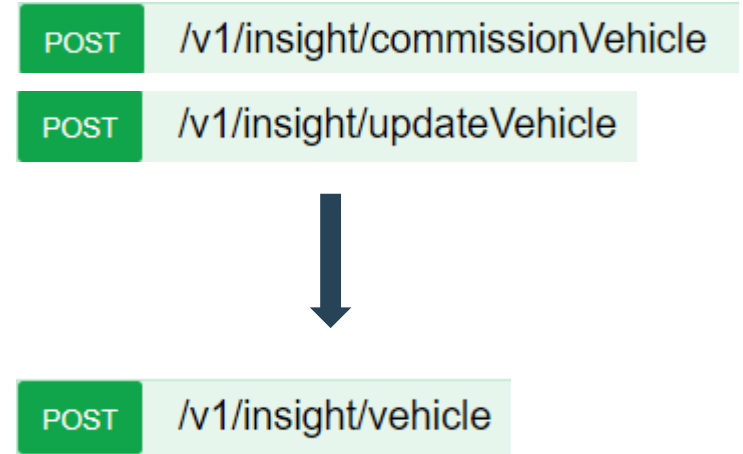 POST /v1/insight/commissionVehicle
POST /v1/insight/updateVehicle
POST /v1/insight/vehicle